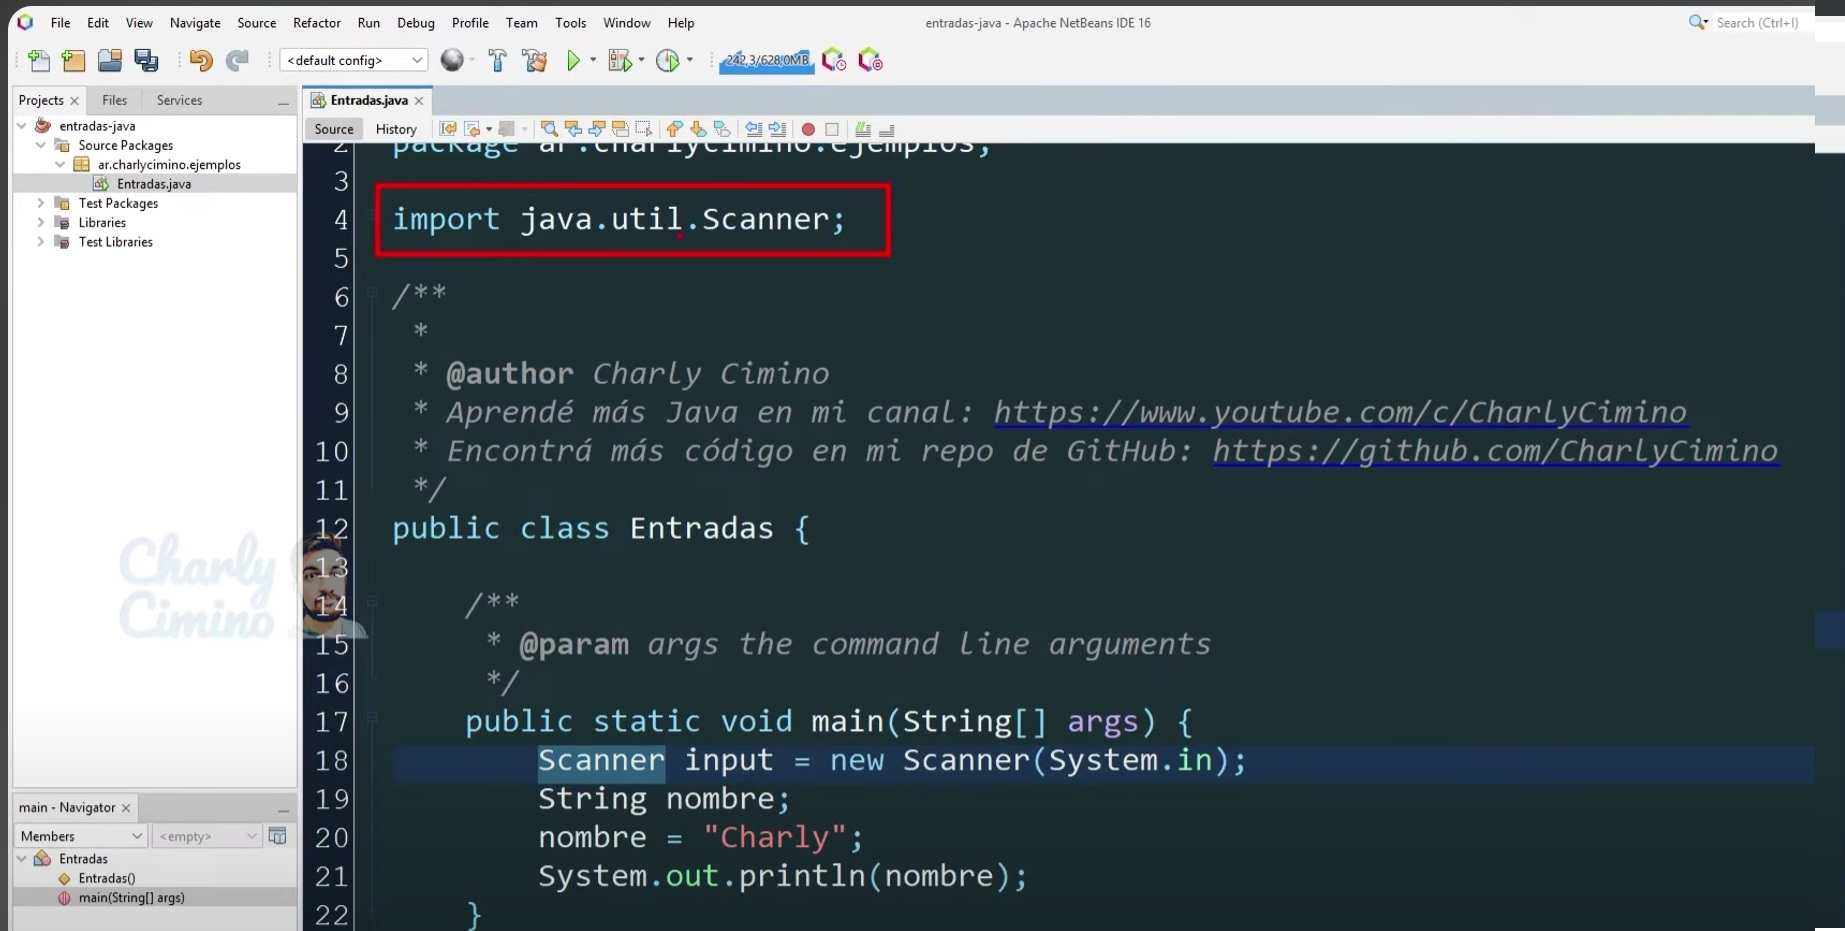 File Edit View Navigate Source Refactor Run Debug Profile Team Tools Window Help
entradas-java - Apache NetBeans IDE 16
Search (Ctrl+I)
<default config>
242,3/628,0MB
Projects Files Services
entradas-java
Source Packages
ar.charlycimino.ejemplos
Entradas.java
Test Packages
Libraries
Test Libraries
Charly
Cimino
main - Navigator
Members <empty>
Entradas
Entradas()
main(String[] args)
Entradas.java
Source History
2 package ar.charlycimino.ejemplos;
3
4 import java.util.Scanner;
5
6 /**
7 *
8 * @author Charly Cimino
9 * Aprendé más Java en mi canal: https://www.youtube.com/c/CharlyCimino
10 * Encontrá más código en mi repo de GitHub: https://github.com/CharlyCimino
11 */
12 public class Entradas {
13
14 /**
15 * @param args the command line arguments
16 */
17 public static void main(String[] args) {
18 Scanner input = new Scanner(System.in);
19 String nombre;
20 nombre = "Charly";
21 System.out.println(nombre);
22 }